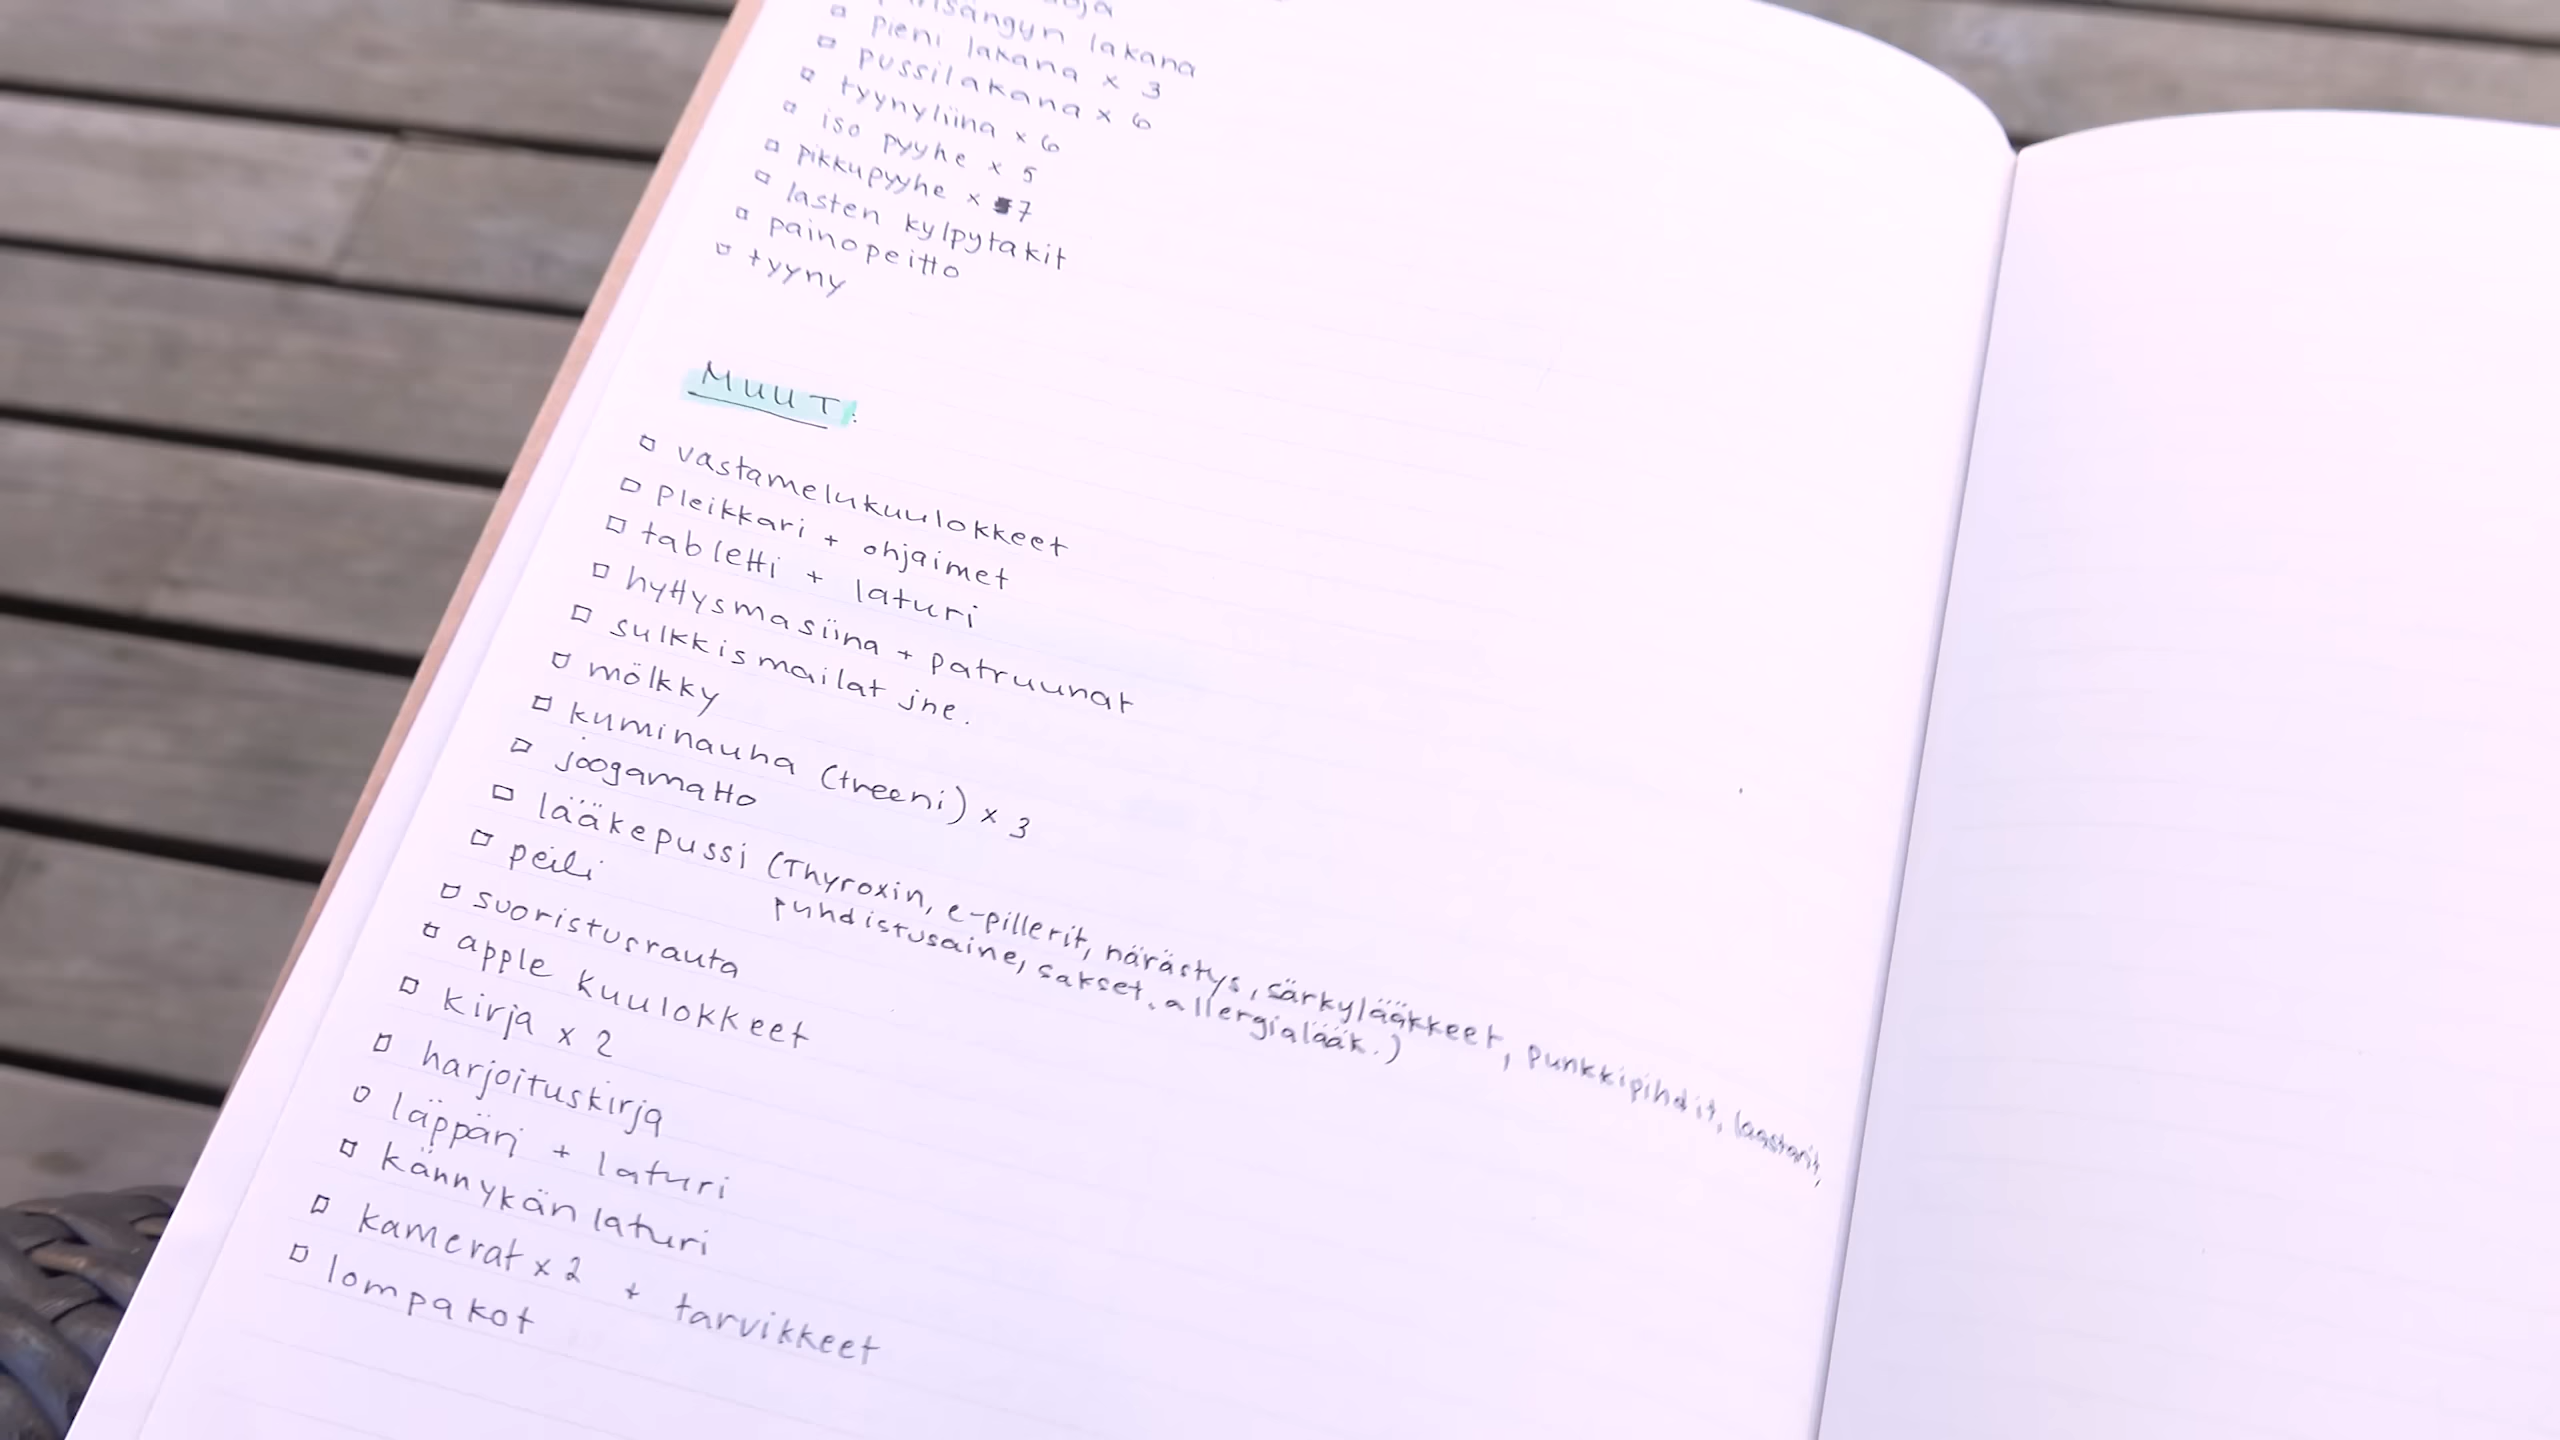 lakana
pieni lakana x 3
pussilakana x 6
tyynyliina x 6
iso pyyhe x 5
pikkupyyhe x 7
lasten kylpytakit
painopeitto
tyyny
MUUT:
vastamelukuulokkeet
pleikkari + ohjaimet
tabletti + laturi
hyttysmasiina + patruunat
sulkkismailat jne.
mölkky
kuminauha (treeni) x 3
joogamatto
lääkepussi (Thyroxin, e-pillerit, närästys, särkylääkkeet, punkkipihdit, laastarit,
puhdistusaine, sakset, allergialääk.)
peili
suoristusrauta
apple kuulokkeet
kirja x 2
harjoituskirja
läppäri + laturi
kännykän laturi
kamerat x 2 + tarvikkeet
lompakot